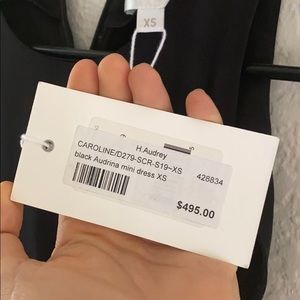 XS
H.Audrey
CAROLINE/D279-SCR-S19~XS
428834
black Audrina mini dress XS
$495.00